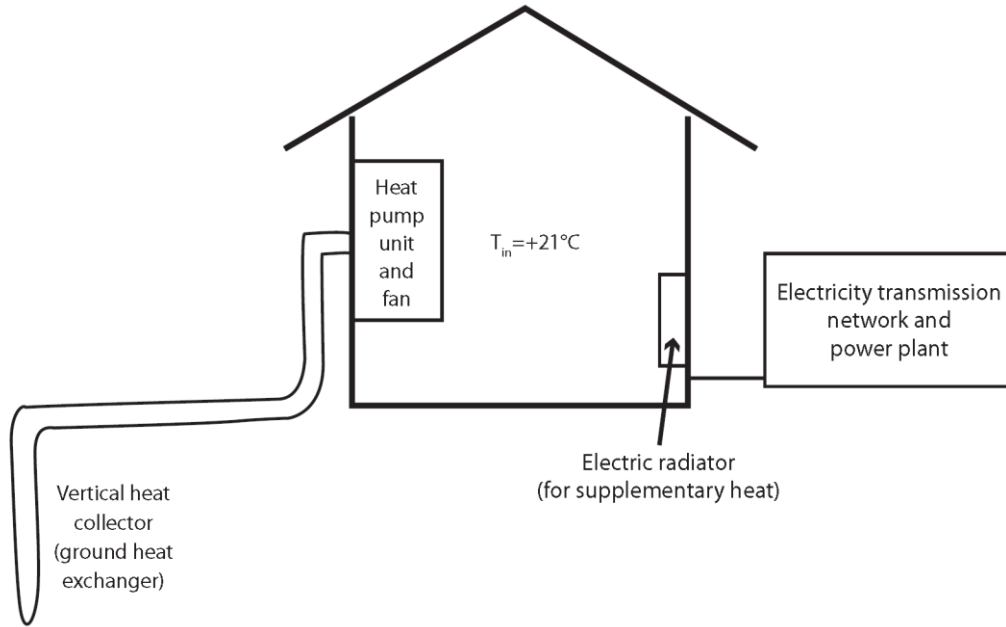 Heat
pump
unit
and
fan
T_in=+21°C
Electricity transmission
network and
power plant
Electric radiator
(for supplementary heat)
Vertical heat
collector
(ground heat
exchanger)